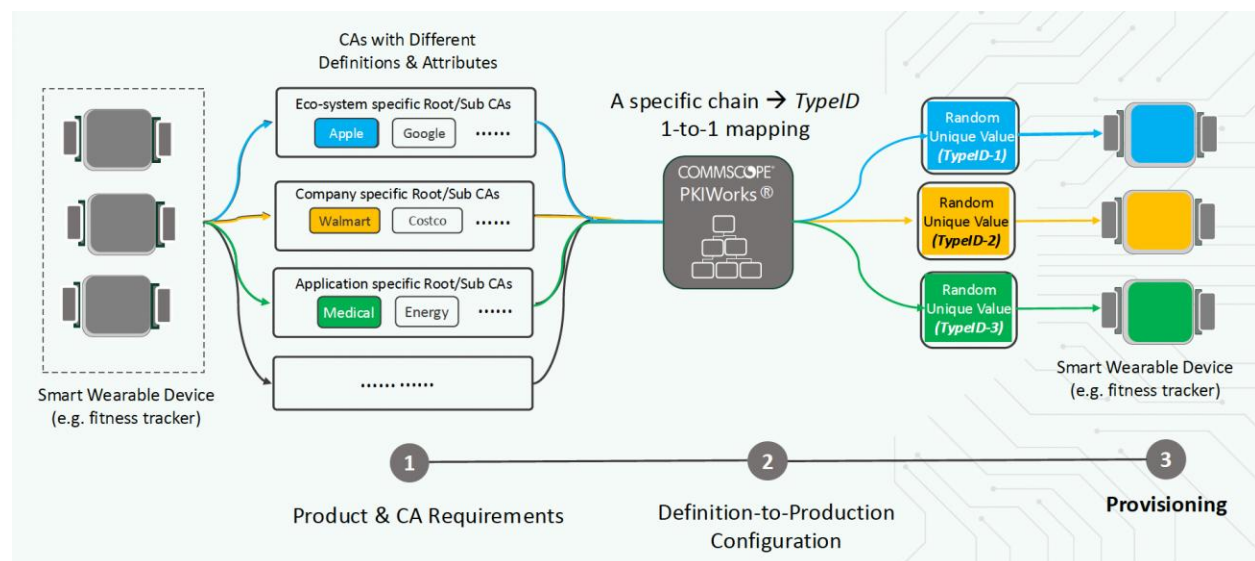 CAs with Different
Definitions & Attributes
Eco-system specific Root/Sub CAs
Apple
Google
......
Company specific Root/Sub CAs
Walmart
Costco
......
Application specific Root/Sub CAs
Medical
Energy
......
...... ......
Smart Wearable Device
(e.g. fitness tracker)
A specific chain → TypeID
1-to-1 mapping
COMMSCOPE®
PKIWorks®
Random
Unique Value
(TypeID-1)
Random
Unique Value
(TypeID-2)
Random
Unique Value
(TypeID-3)
Smart Wearable Device
(e.g. fitness tracker)
1
2
3
Product & CA Requirements
Definition-to-Production
Configuration
Provisioning